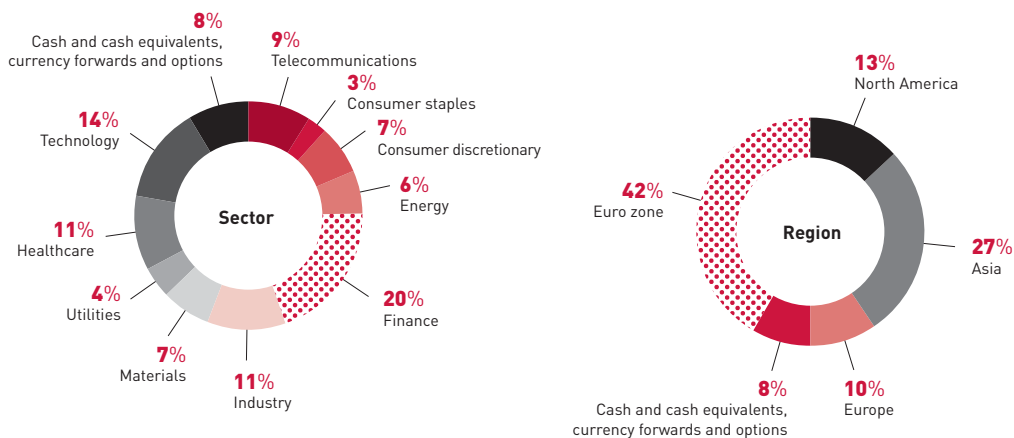 8%
Cash and cash equivalents,
currency forwards and options
9%
Telecommunications
3%
Consumer staples
7%
Consumer discretionary
6%
Energy
20%
Finance
11%
Industry
7%
Materials
4%
Utilities
11%
Healthcare
14%
Technology
Sector
13%
North America
27%
Asia
10%
Europe
8%
Cash and cash equivalents,
currency forwards and options
42%
Euro zone
Region